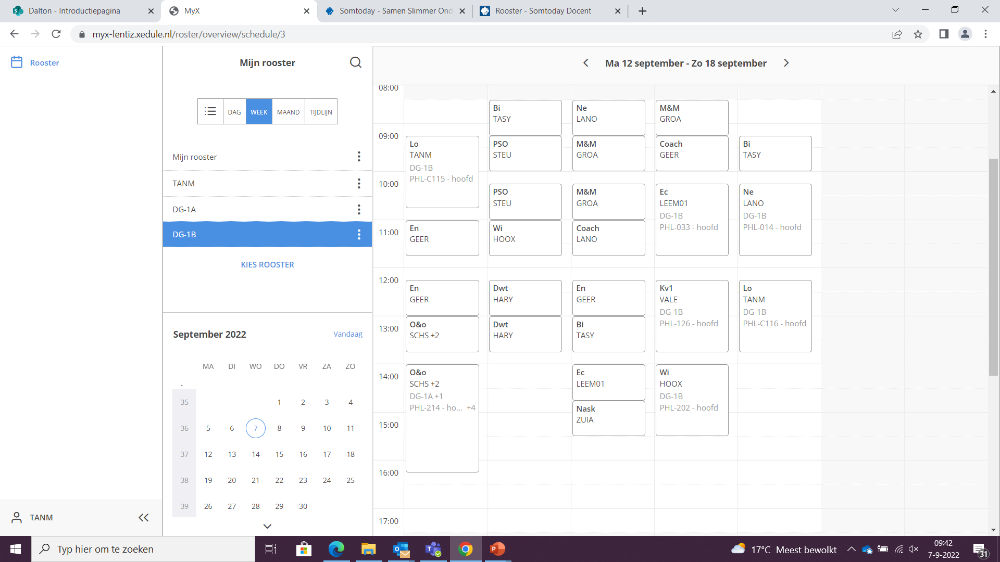 Dalton - Introductiepagina
MyX
Somtoday - Samen Slimmer Ond
Rooster - Somtoday Docent
myx-lentiz.xedule.nl/roster/overview/schedule/3
Rooster
Mijn rooster
DAG
WEEK
MAAND
TIJDLIJN
Mijn rooster
TANM
DG-1A
DG-1B
KIES ROOSTER
September 2022
Vandaag
MA DI WO DO VR ZA ZO
.
35 1 2 3 4
36 5 6 7 8 9 10 11
37 12 13 14 15 16 17 18
38 19 20 21 22 23 24 25
39 26 27 28 29 30
TANM
Ma 12 september - Zo 18 september
08:00
09:00
10:00
11:00
12:00
13:00
14:00
15:00
16:00
17:00
Lo
TANM
DG-1B
PHL-C115 - hoofd
En
GEER
En
GEER
O&o
SCHS +2
O&o
SCHS +2
DG-1A +1
PHL-214 - ho... +4
Bi
TASY
PSO
STEU
PSO
STEU
Wi
HOOX
Dwt
HARY
Dwt
HARY
Ne
LANO
M&M
GROA
M&M
GROA
Coach
LANO
En
GEER
Bi
TASY
Ec
LEEM01
Nask
ZUIA
M&M
GROA
Coach
GEER
Ec
LEEM01
DG-1B
PHL-033 - hoofd
Kv1
VALE
DG-1B
PHL-126 - hoofd
Wi
HOOX
DG-1B
PHL-202 - hoofd
Bi
TASY
Ne
LANO
DG-1B
PHL-014 - hoofd
Lo
TANM
DG-1B
PHL-C116 - hoofd
Typ hier om te zoeken
17°C Meest bewolkt
09:42
7-9-2022
31